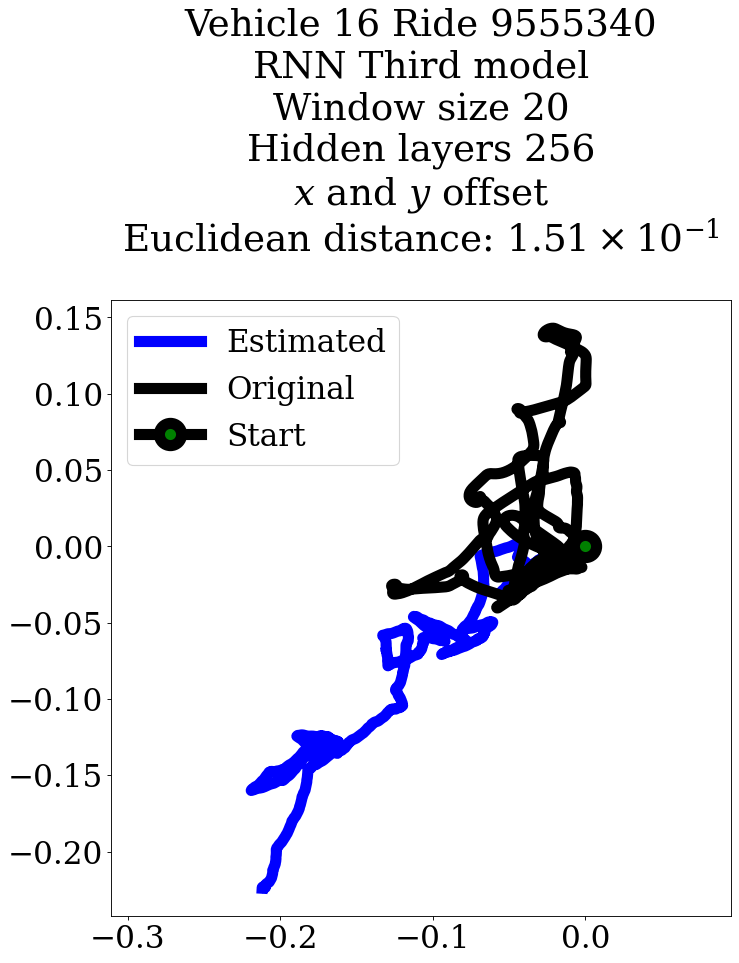 Vehicle 16 Ride 9555340
RNN Third model
Window size 20
Hidden layers 256
x and y offset
Euclidean distance: 1.51 × 10⁻¹
0.15
0.10
0.05
0.00
−0.05
−0.10
−0.15
−0.20
Estimated
Original
Start
−0.3
−0.2
−0.1
0.0